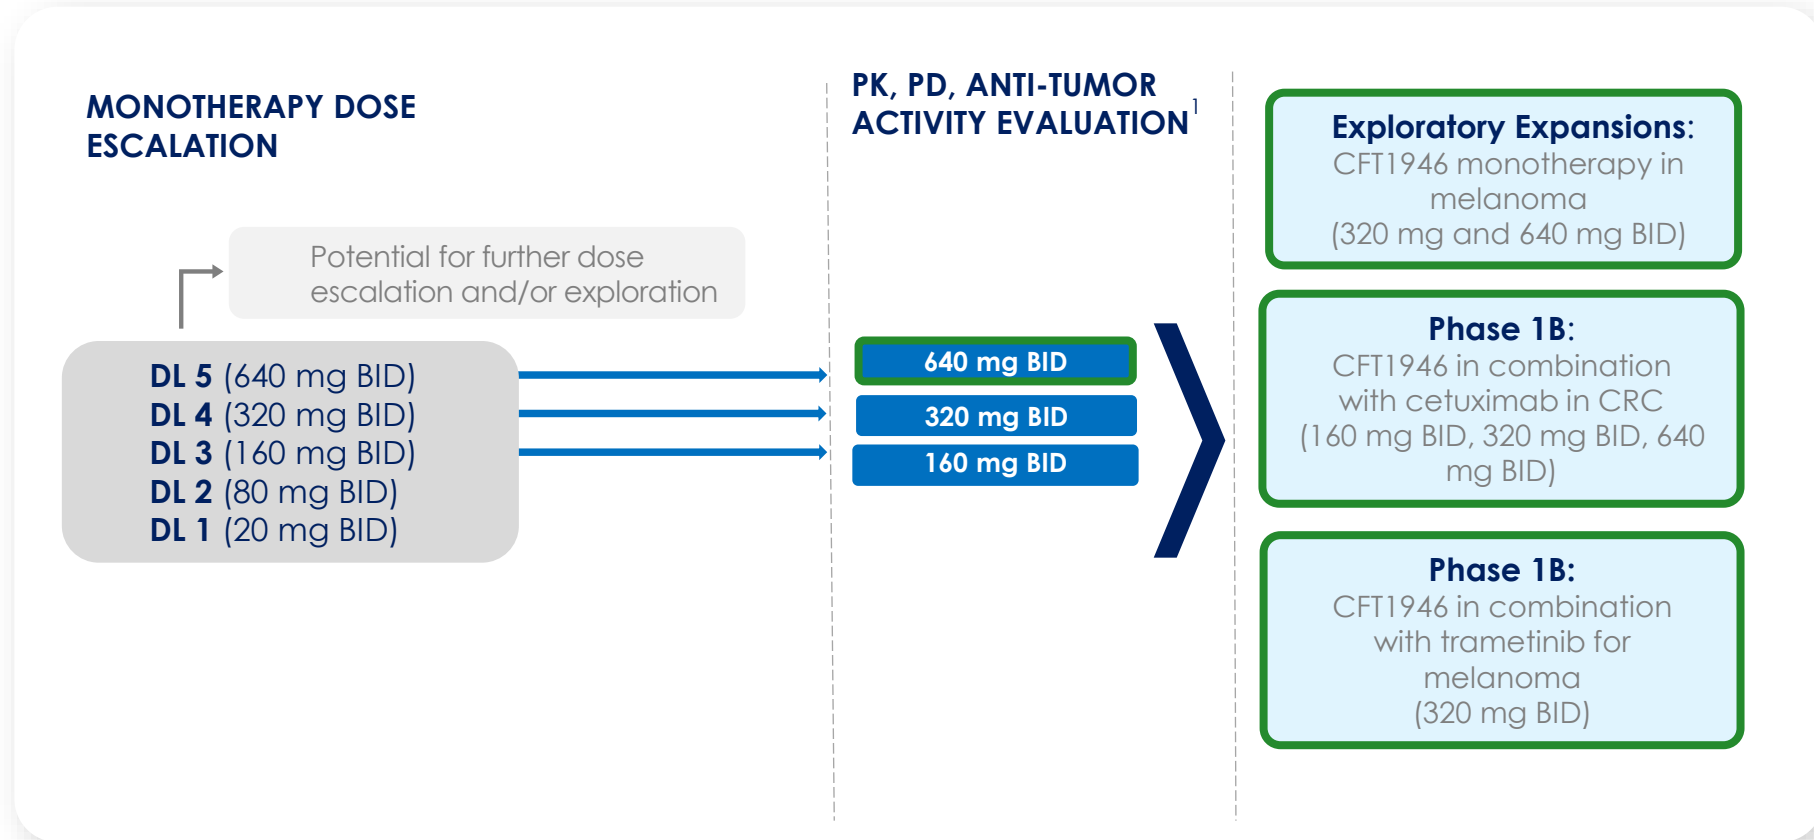 MONOTHERAPY DOSE
ESCALATION
Potential for further dose
escalation and/or exploration
DL 5 (640 mg BID)
DL 4 (320 mg BID)
DL 3 (160 mg BID)
DL 2 (80 mg BID)
DL 1 (20 mg BID)
PK, PD, ANTI-TUMOR
ACTIVITY EVALUATION1
640 mg BID
320 mg BID
160 mg BID
Exploratory Expansions:
CFT1946 monotherapy in
melanoma
(320 mg and 640 mg BID)
Phase 1B:
CFT1946 in combination
with cetuximab in CRC
(160 mg BID, 320 mg BID, 640
mg BID)
Phase 1B:
CFT1946 in combination
with trametinib for
melanoma
(320 mg BID)